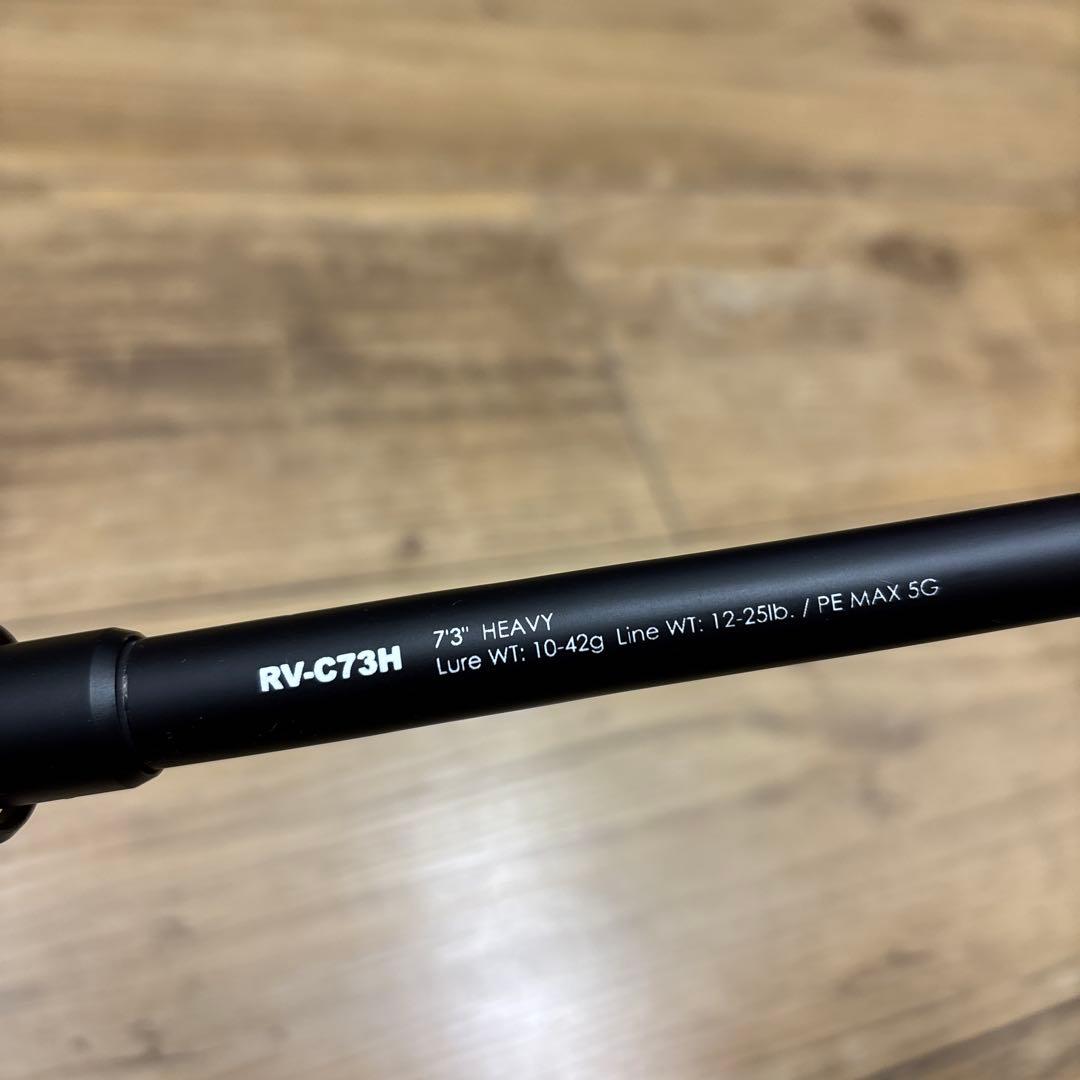 RV-C73H
7'3" HEAVY
Lure WT: 10-42g Line WT: 12-25lb. / PE MAX 5G